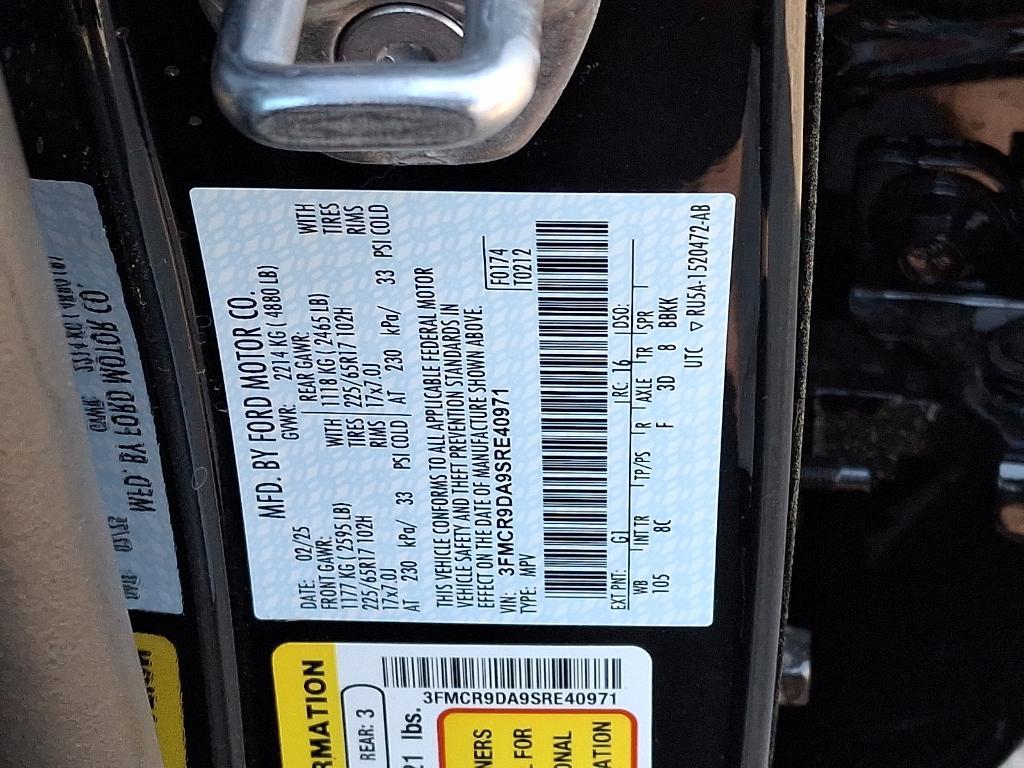 MFD. BY FORD MOTOR CO.
DATE: 02/25 GVWR: 2214 KG ( 4880 LB)
FRONT GAWR: REAR GAWR:
1177 KG ( 2595 LB) WITH 1118 KG ( 2465 LB) WITH
225/65R17 102H TIRES 225/65R17 102H TIRES
17x7.0J RIMS 17x7.0J RIMS
AT 230 kPa/ 33 PSI COLD AT 230 kPa/ 33 PSI COLD
THIS VEHICLE CONFORMS TO ALL APPLICABLE FEDERAL MOTOR
VEHICLE SAFETY AND THEFT PREVENTION STANDARDS IN
EFFECT ON THE DATE OF MANUFACTURE SHOWN ABOVE.
VIN: 3FMCR9DA9SRE40971 F0174
TYPE: MPV T0212
EXT PNT: G1 RC: 16 DSO:
WB INT TR TP/PS R AXLE TR SPR
105 8C F 3D 8 BBKK
UTC ▽ RU5A-1520472-AB
RMATION
REAR: 3
21 lbs.
3FMCR9DA9SRE40971
NERS
FOR
ONAL
ATION